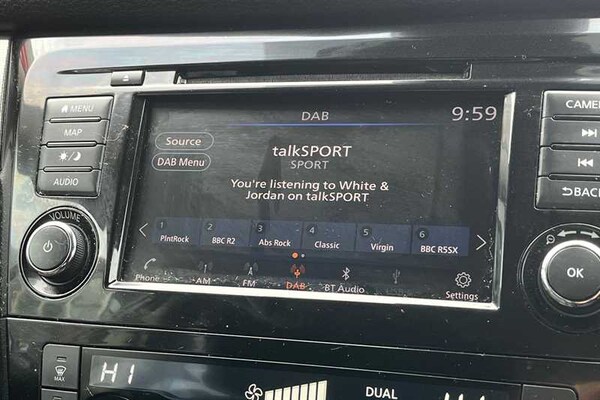 DAB
9:59
MENU
MAP
AUDIO
VOLUME
Source
DAB Menu
talkSPORT
SPORT
You're listening to White &
Jordan on talkSPORT
1 PlntRock
2 BBC R2
3 Abs Rock
4 Classic
5 Virgin
6 BBC R5SX
Phone
AM
FM
DAB
BT Audio
Settings
CAMER
BACK
OK
MAX
HI
DUAL